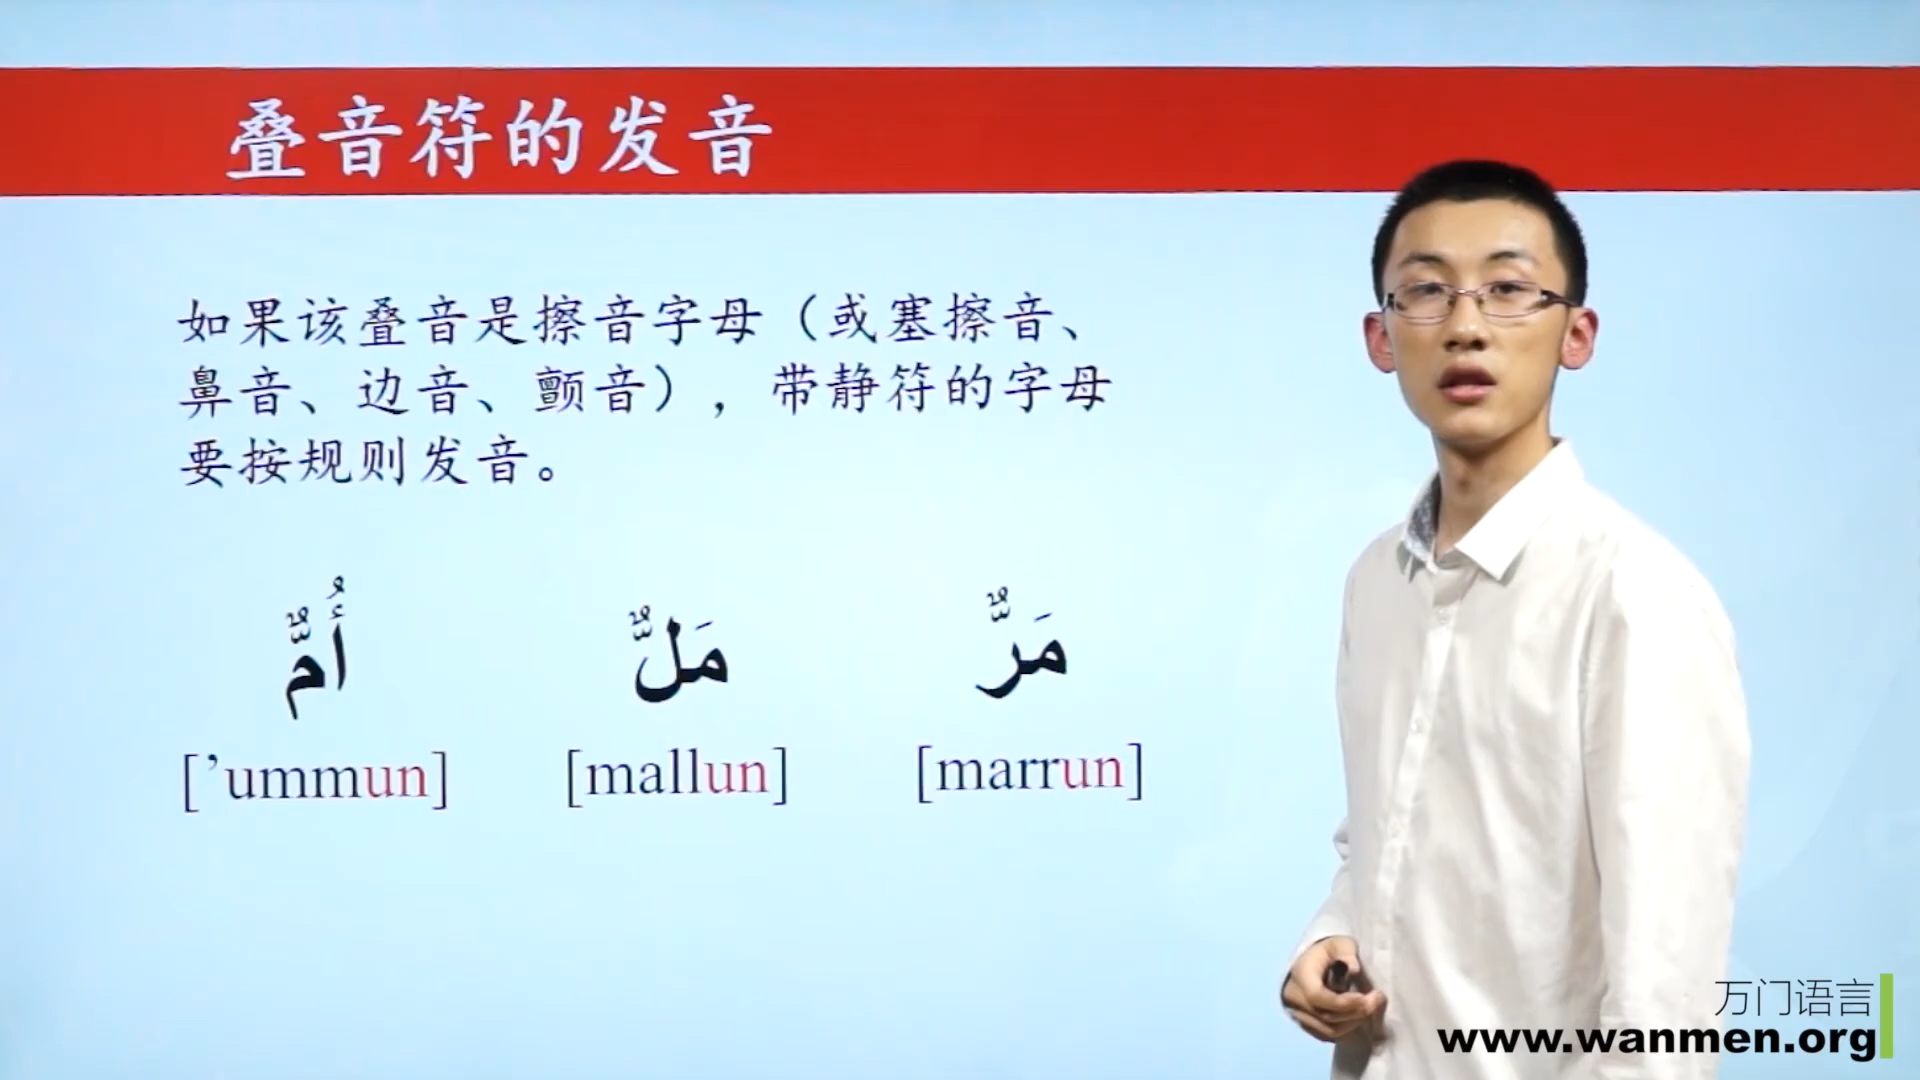 叠音符的发音
如果该叠音是擦音字母（或塞擦音、
鼻音、边音、颤音），带静符的字母
要按规则发音。
أُمٌّ
مَلٌّ
مَرٌّ
[’ummun]
[mallun]
[marrun]
万门语言
www.wanmen.org